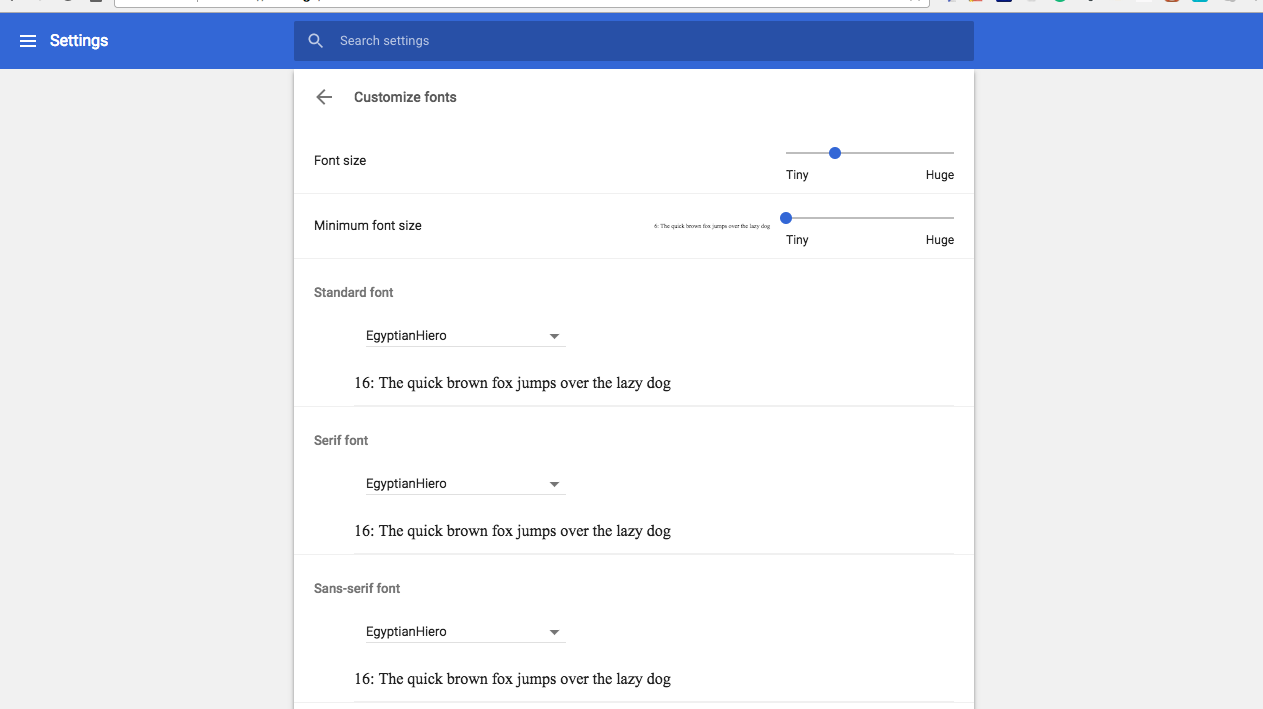 Settings
Search settings
Customize fonts
Font size
Tiny Huge
Minimum font size
6: The quick brown fox jumps over the lazy dog
Tiny Huge
Standard font
EgyptianHiero
16: The quick brown fox jumps over the lazy dog
Serif font
EgyptianHiero
16: The quick brown fox jumps over the lazy dog
Sans-serif font
EgyptianHiero
16: The quick brown fox jumps over the lazy dog